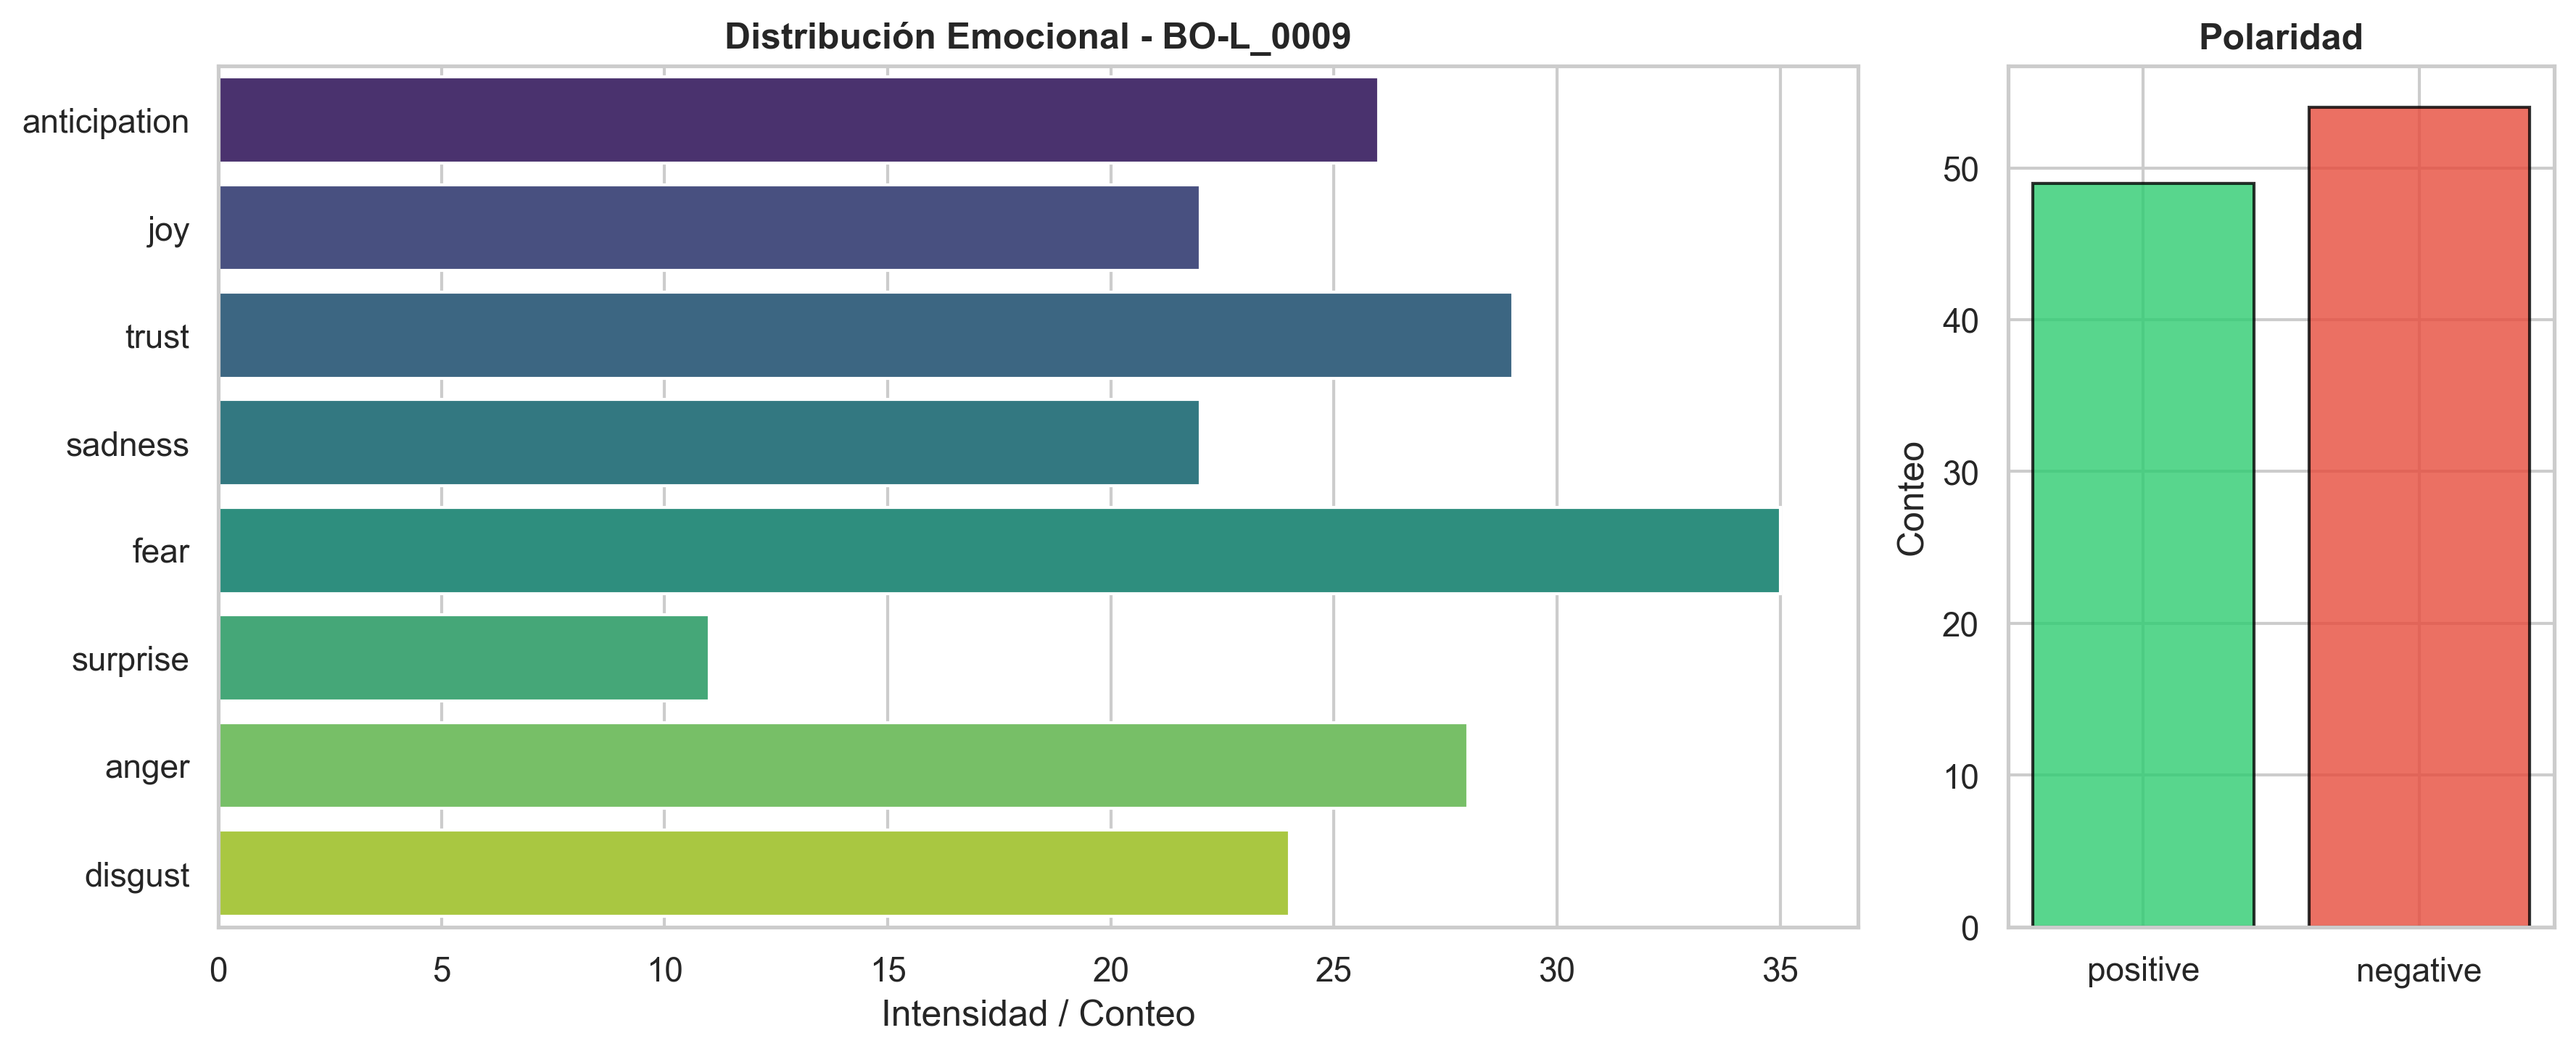 Distribución Emocional - BO-L_0009
anticipation
joy
trust
sadness
fear
surprise
anger
disgust
0 5 10 15 20 25 30 35
Intensidad / Conteo
Polaridad
Conteo
50
40
30
20
10
0
positive negative